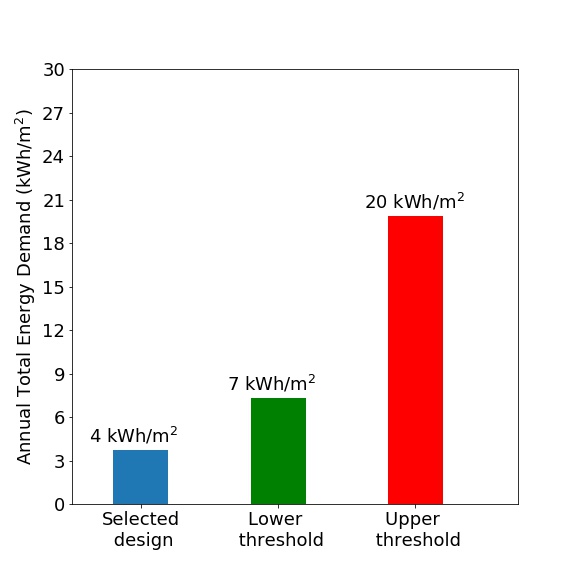 Annual Total Energy Demand (kWh/m²)
30
27
24
21
18
15
12
9
6
3
0
4 kWh/m²
7 kWh/m²
20 kWh/m²
Selected
design
Lower
threshold
Upper
threshold